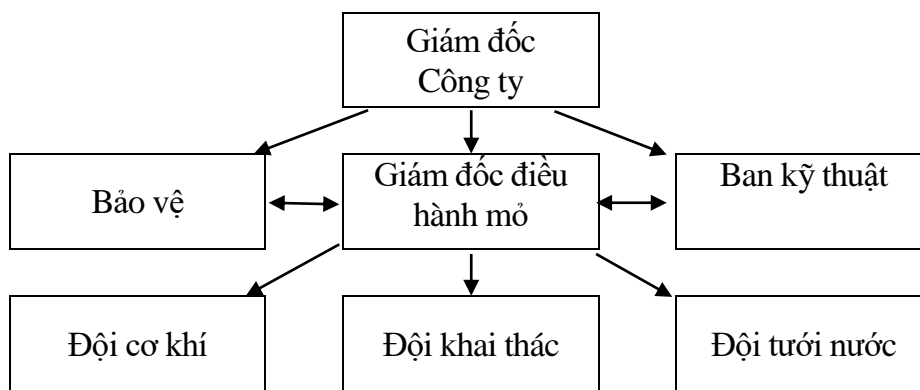 Giám đốc
Công ty
Bảo vệ
Giám đốc điều
hành mỏ
Ban kỹ thuật
Đội cơ khí
Đội khai thác
Đội tưới nước